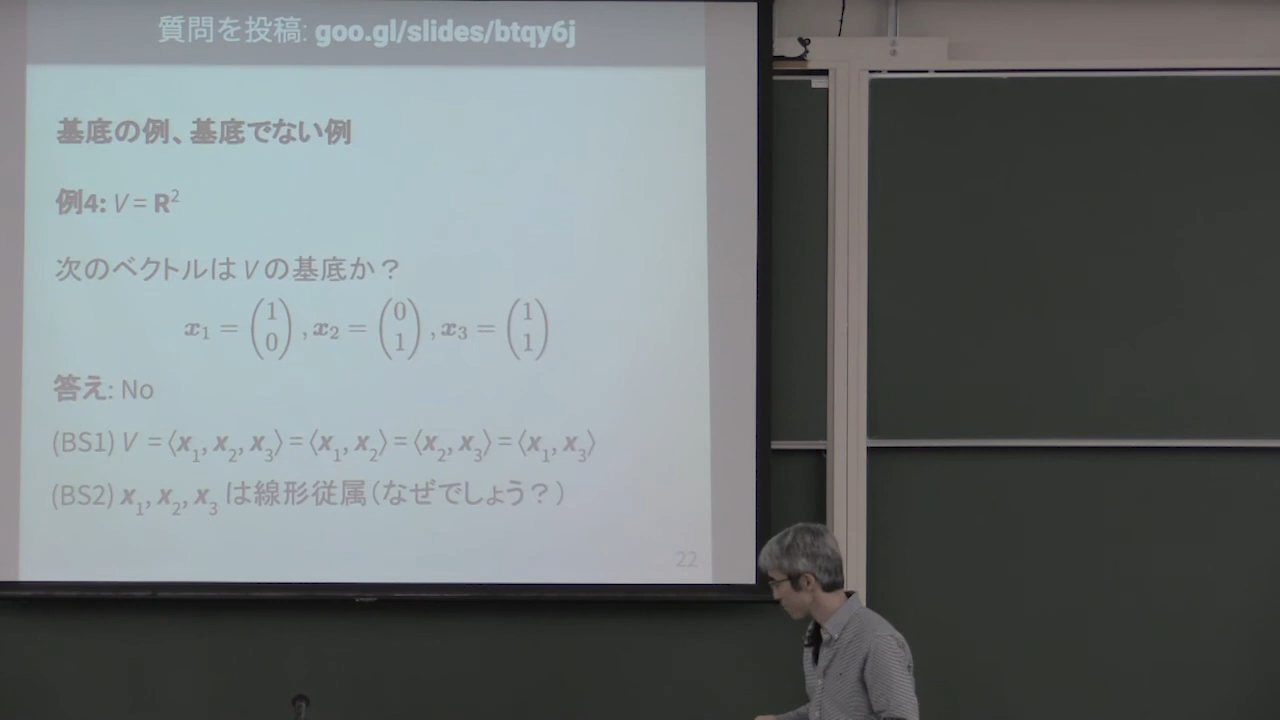 質問を投稿: goo.gl/slides/btqy6j
基底の例、基底でない例
例4: V = R²
次のベクトルは V の基底か？
x₁ = (1 0), x₂ = (0 1), x₃ = (1 1)
答え: No
(BS1) V = ⟨x₁, x₂, x₃⟩ = ⟨x₁, x₂⟩ = ⟨x₂, x₃⟩ = ⟨x₁, x₃⟩
(BS2) x₁, x₂, x₃ は線形従属（なぜでしょう？）
22